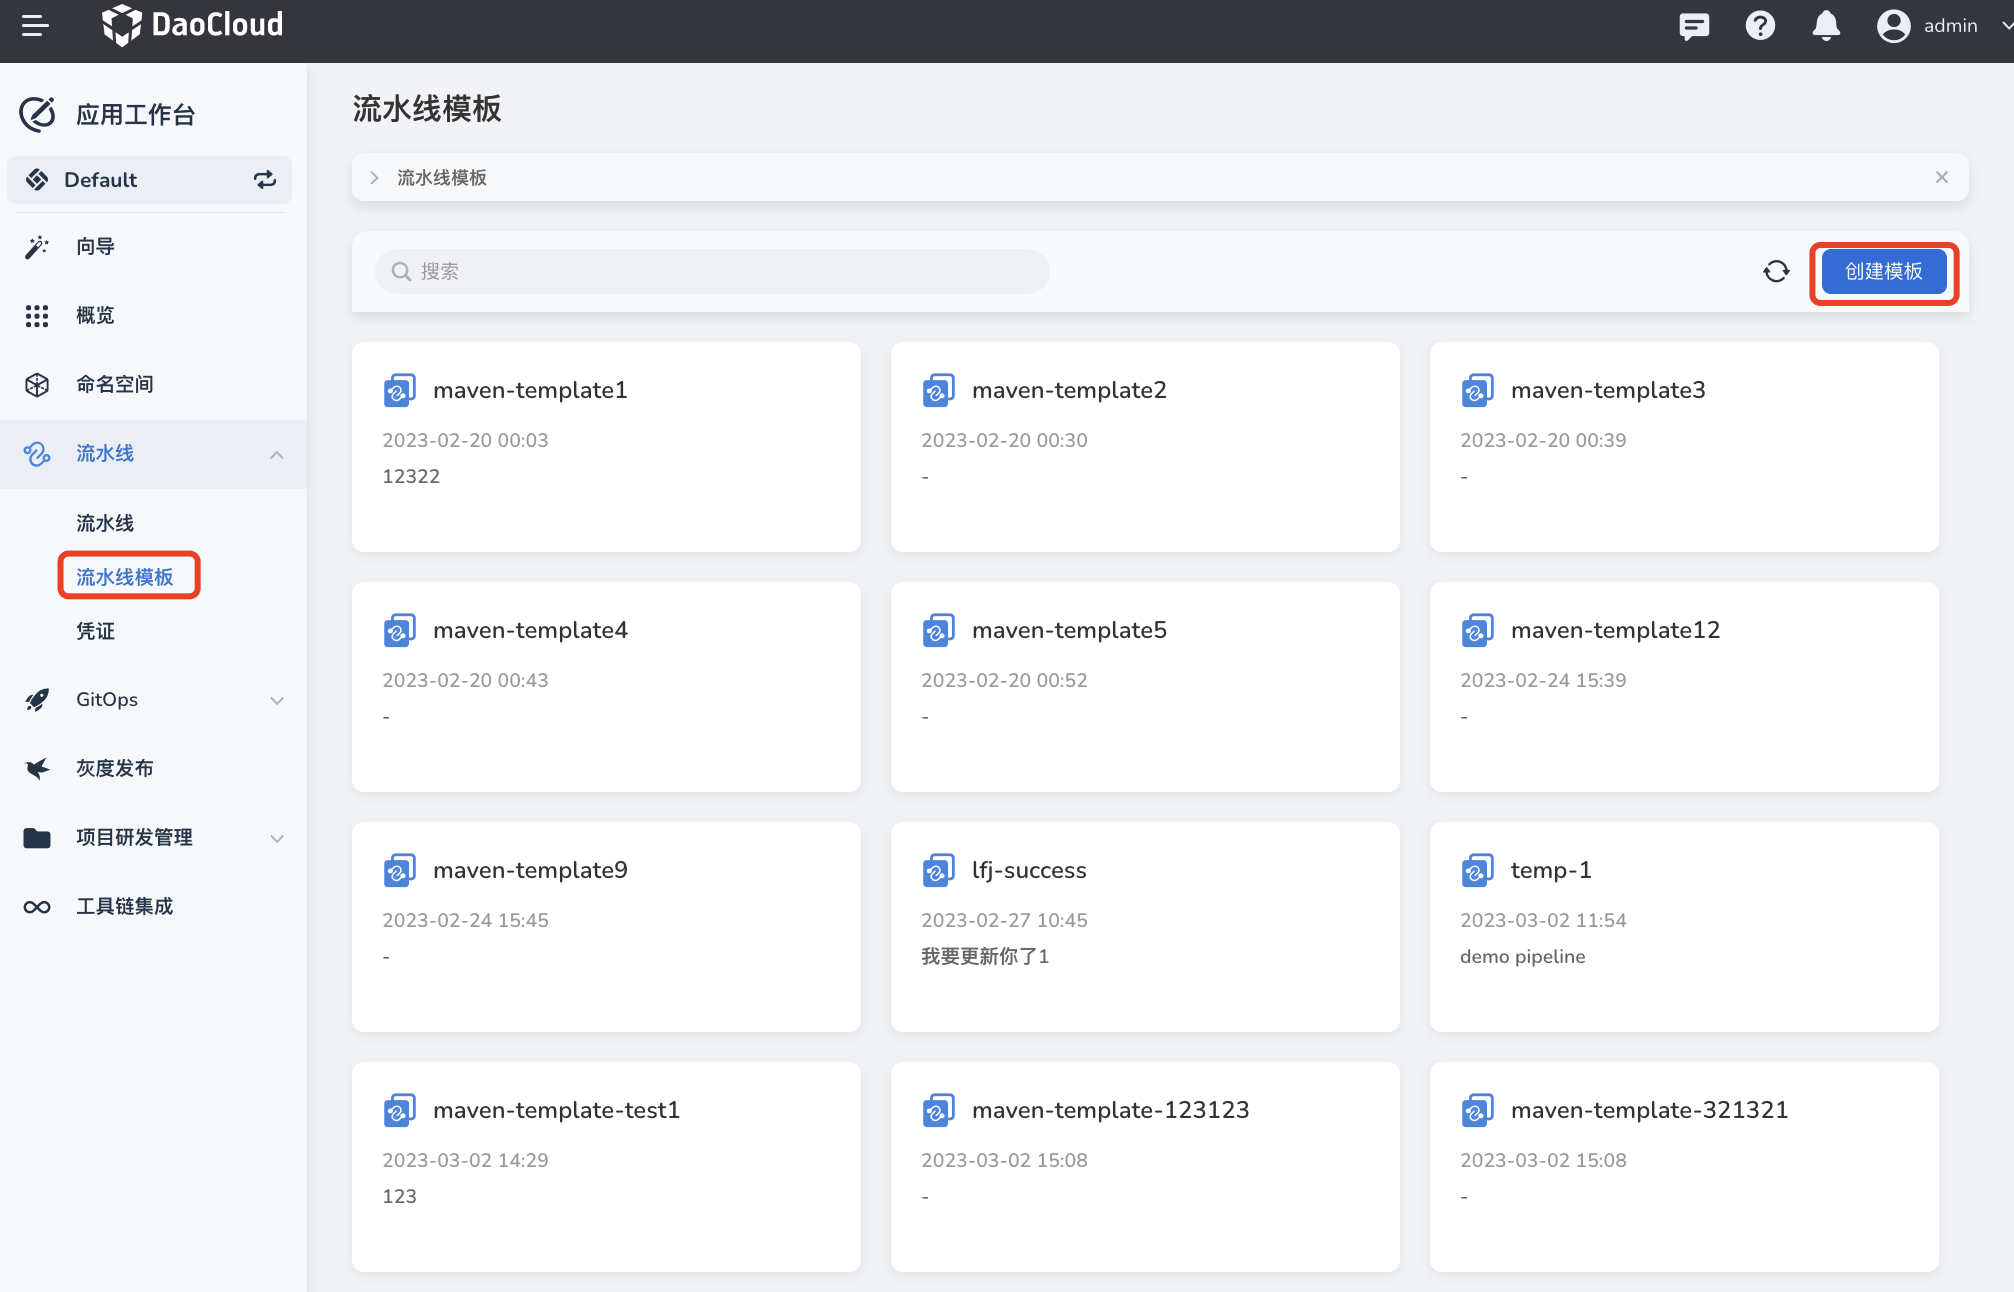 DaoCloud
admin
应用工作台
Default
向导
概览
命名空间
流水线
流水线
流水线模板
凭证
GitOps
灰度发布
项目研发管理
工具链集成
流水线模板
流水线模板
搜索
创建模板
maven-template1
2023-02-20 00:03
12322
maven-template2
2023-02-20 00:30
-
maven-template3
2023-02-20 00:39
-
maven-template4
2023-02-20 00:43
-
maven-template5
2023-02-20 00:52
-
maven-template12
2023-02-24 15:39
-
maven-template9
2023-02-24 15:45
-
lfj-success
2023-02-27 10:45
我要更新你了1
temp-1
2023-03-02 11:54
demo pipeline
maven-template-test1
2023-03-02 14:29
123
maven-template-123123
2023-03-02 15:08
-
maven-template-321321
2023-03-02 15:08
-